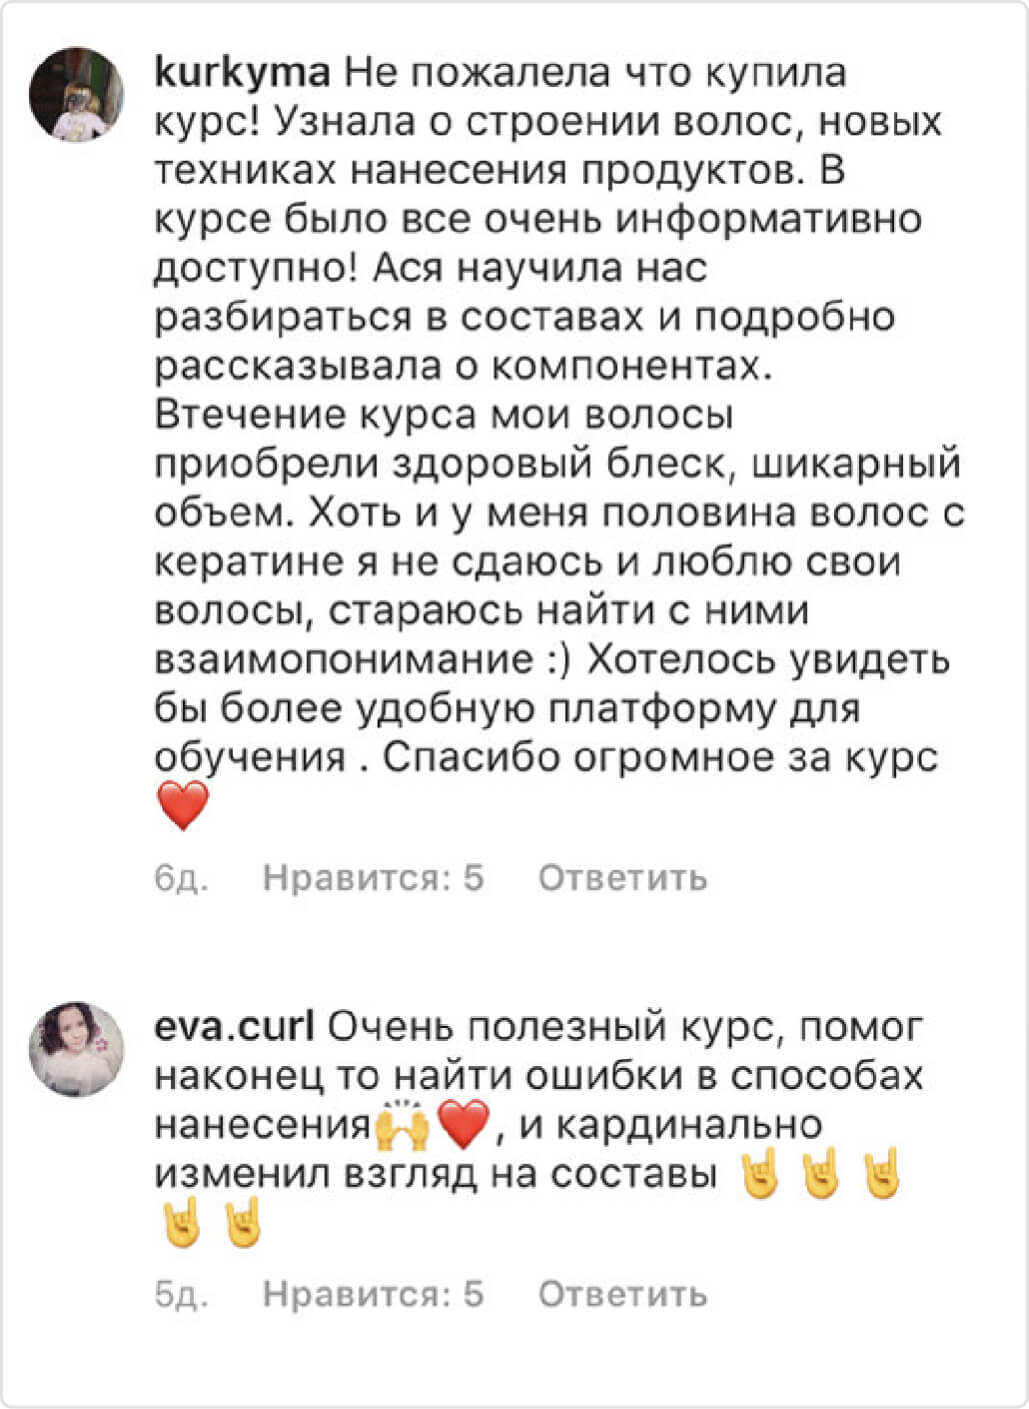 kurkyma Не пожалела что купила
курс! Узнала о строении волос, новых
техниках нанесения продуктов. В
курсе было все очень информативно
доступно! Ася научила нас
разбираться в составах и подробно
рассказывала о компонентах.
Втечение курса мои волосы
приобрели здоровый блеск, шикарный
объем. Хоть и у меня половина волос с
кератине я не сдаюсь и люблю свои
волосы, стараюсь найти с ними
взаимопонимание :) Хотелось увидеть
бы более удобную платформу для
обучения . Спасибо огромное за курс
❤️
6д. Нравится: 5 Ответить
eva.curl Очень полезный курс, помог
наконец то найти ошибки в способах
нанесения🙌❤️, и кардинально
изменил взгляд на составы 🤘🤘🤘
🤘🤘
5д. Нравится: 5 Ответить